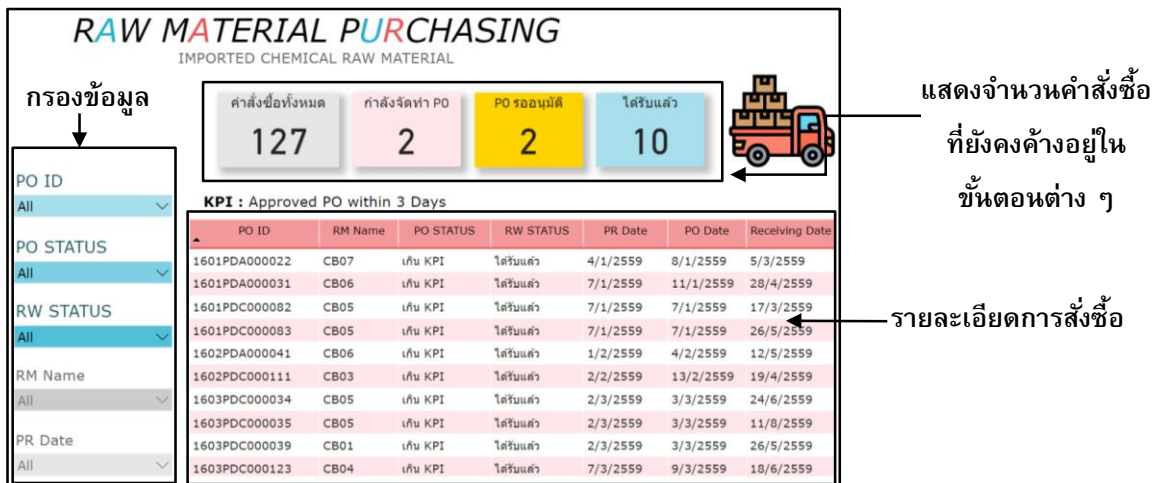 RAW MATERIAL PURCHASING
IMPORTED CHEMICAL RAW MATERIAL
กรองข้อมูล
คำสั่งซื้อทั้งหมด กำลังจัดทำ PO PO รออนุมัติ ได้รับแล้ว
127 2 2 10
แสดงจำนวนคำสั่งซื้อ
ที่ยังคงค้างอยู่ใน
ขั้นตอนต่าง ๆ
PO ID
All
PO STATUS
All
RW STATUS
All
RM Name
All
PR Date
All
KPI : Approved PO within 3 Days
PO ID RM Name PO STATUS RW STATUS PR Date PO Date Receiving Date
1601PDA000022 CB07 เกิน KPI ได้รับแล้ว 4/1/2559 8/1/2559 5/3/2559
1601PDA000031 CB06 เกิน KPI ได้รับแล้ว 7/1/2559 11/1/2559 28/4/2559
1601PDC000082 CB05 เกิน KPI ได้รับแล้ว 7/1/2559 7/1/2559 17/3/2559
1601PDC000083 CB05 เกิน KPI ได้รับแล้ว 7/1/2559 7/1/2559 26/5/2559
1602PDA000041 CB06 เกิน KPI ได้รับแล้ว 1/2/2559 4/2/2559 12/5/2559
1602PDC000111 CB03 เกิน KPI ได้รับแล้ว 2/2/2559 13/2/2559 19/4/2559
1603PDC000034 CB05 เกิน KPI ได้รับแล้ว 2/3/2559 3/3/2559 24/6/2559
1603PDC000035 CB05 เกิน KPI ได้รับแล้ว 2/3/2559 3/3/2559 11/8/2559
1603PDC000039 CB01 เกิน KPI ได้รับแล้ว 2/3/2559 3/3/2559 26/5/2559
1603PDC000123 CB04 เกิน KPI ได้รับแล้ว 7/3/2559 9/3/2559 18/6/2559
รายละเอียดการสั่งซื้อ